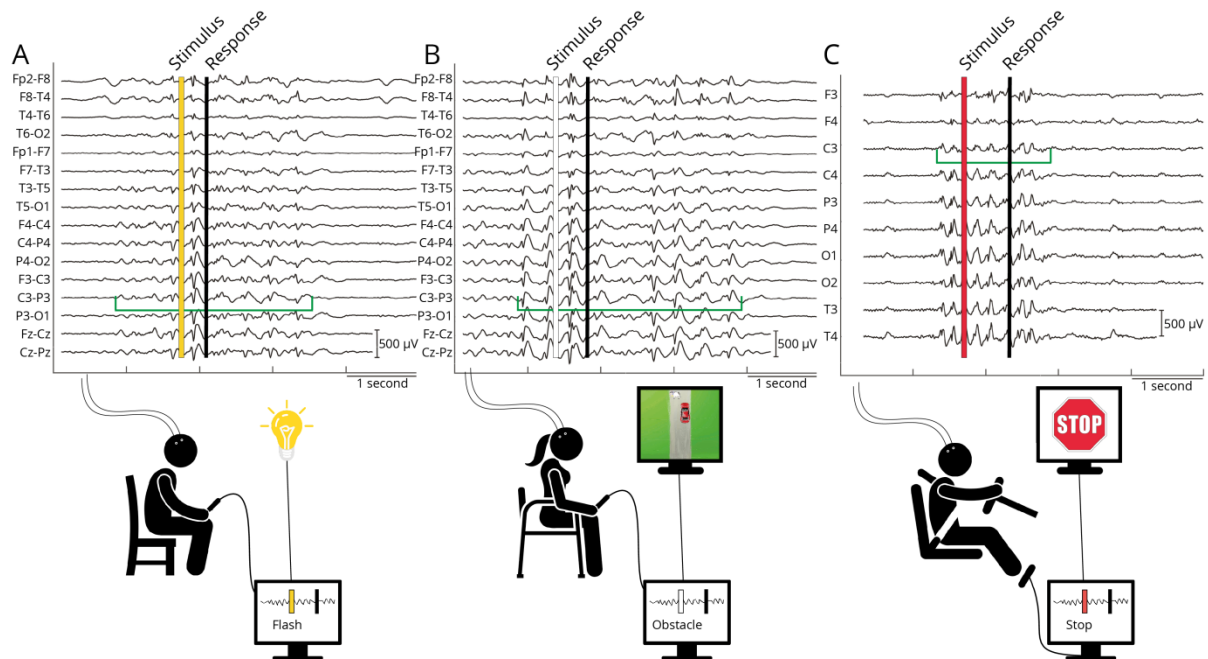 A
Stimulus
Response
Fp2-F8
F8-T4
T4-T6
T6-O2
Fp1-F7
F7-T3
T3-T5
T5-O1
F4-C4
C4-P4
P4-O2
F3-C3
C3-P3
P3-O1
Fz-Cz
Cz-Pz
500 µV
1 second
Flash
B
Stimulus
Response
Fp2-F8
F8-T4
T4-T6
T6-O2
Fp1-F7
F7-T3
T3-T5
T5-O1
F4-C4
C4-P4
P4-O2
F3-C3
C3-P3
P3-O1
Fz-Cz
Cz-Pz
500 µV
1 second
Obstacle
C
Stimulus
Response
F3
F4
C3
C4
P3
P4
O1
O2
T3
T4
500 µV
1 second
STOP
Stop